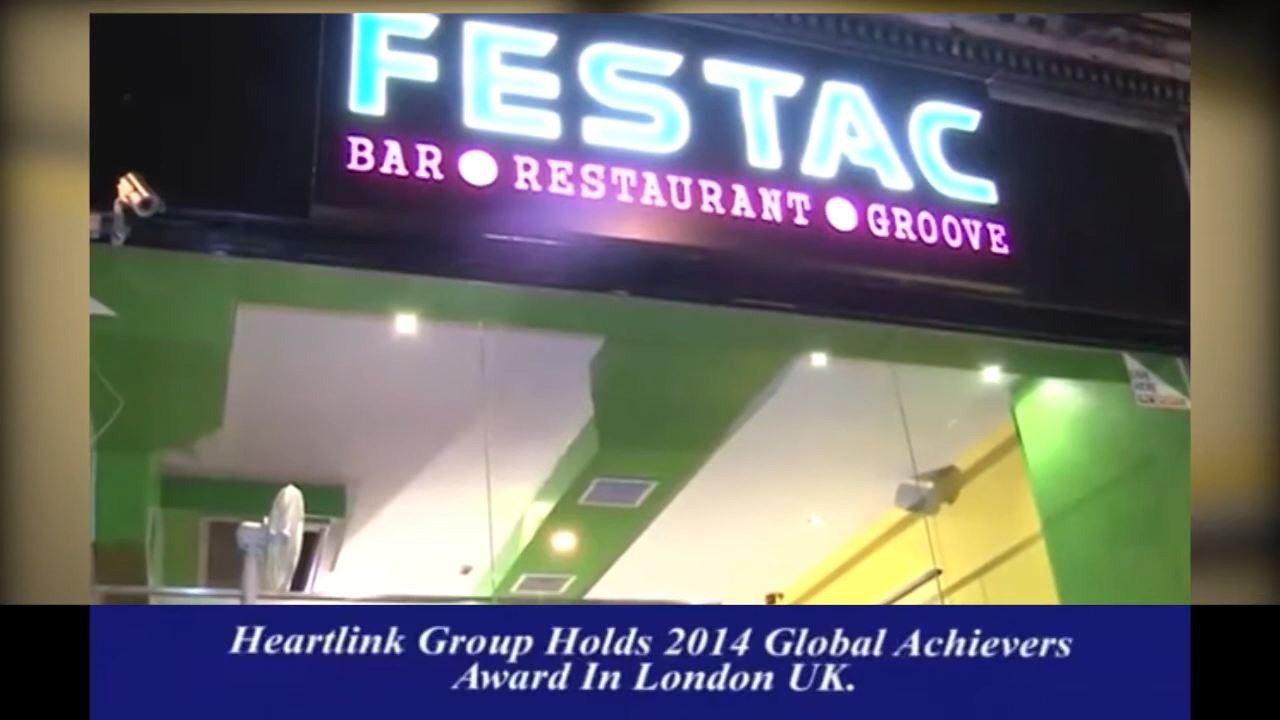 FESTAC
BAR ● RESTAURANT ● GROOVE
Heartlink Group Holds 2014 Global Achievers
Award In London UK.